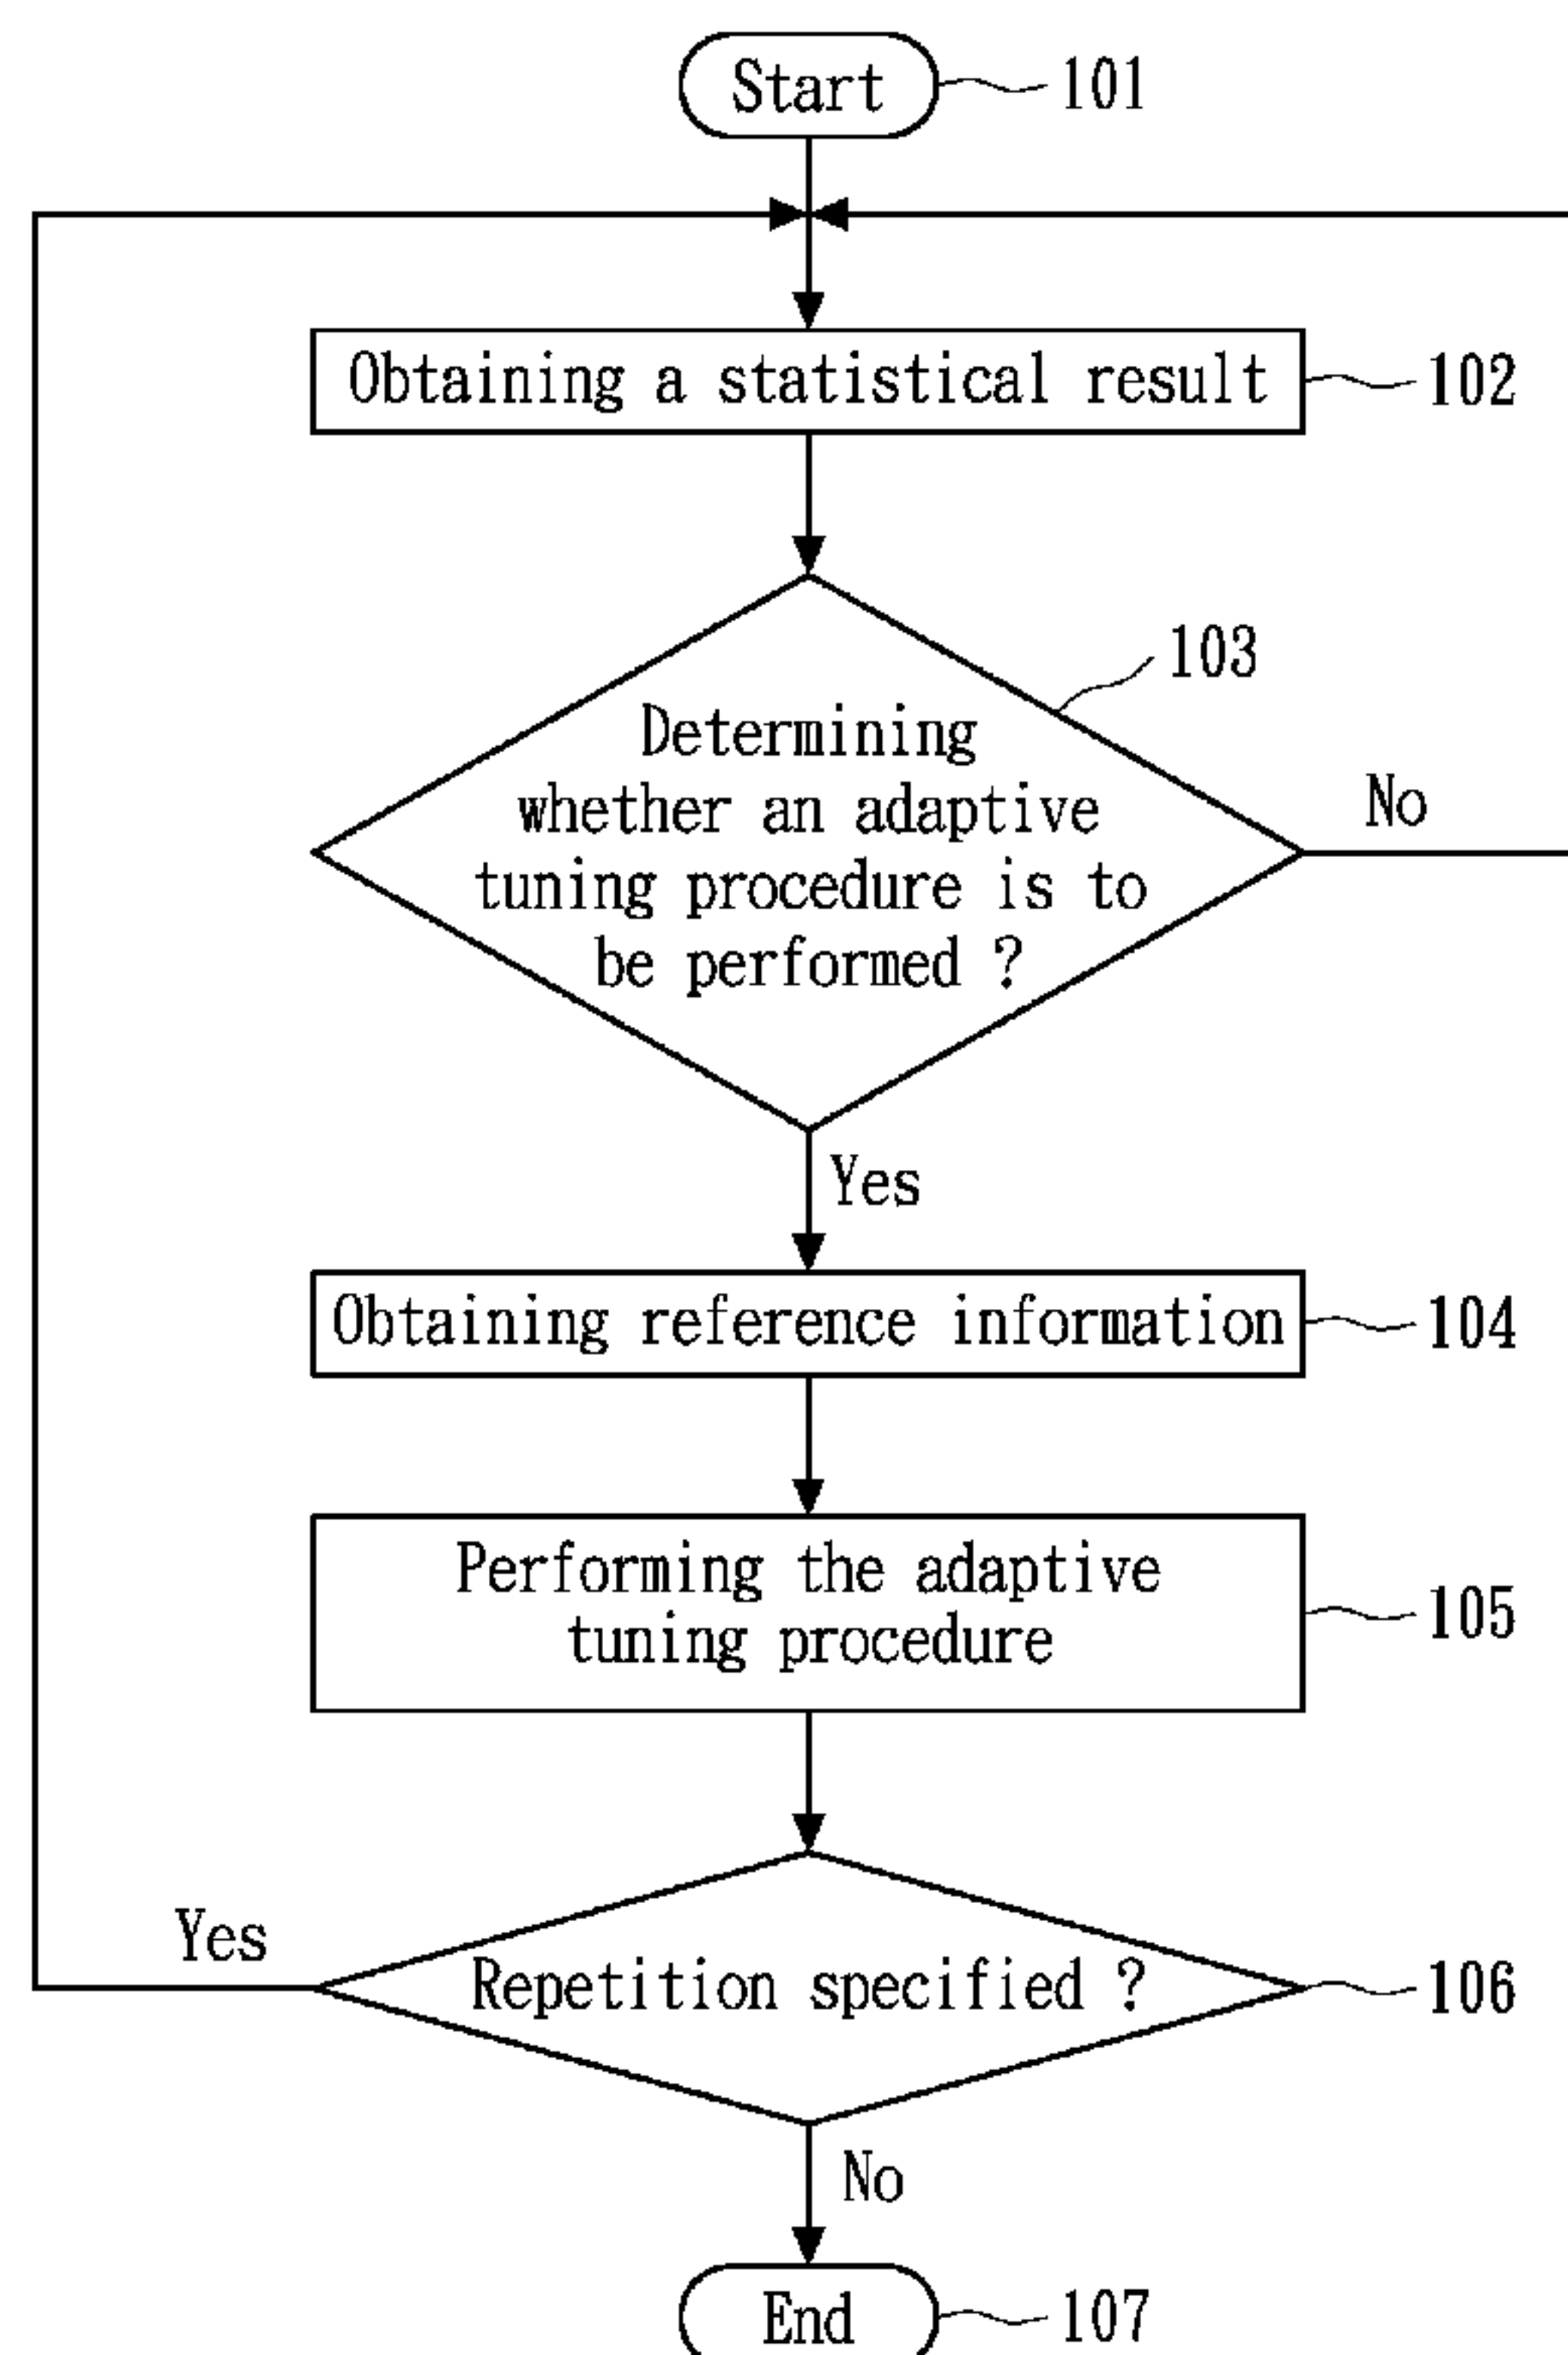 Start
101
Obtaining a statistical result
102
103
Determining
whether an adaptive
tuning procedure is to
be performed ?
No
Yes
Obtaining reference information
104
Performing the adaptive
tuning procedure
105
Yes
Repetition specified ?
106
No
End
107